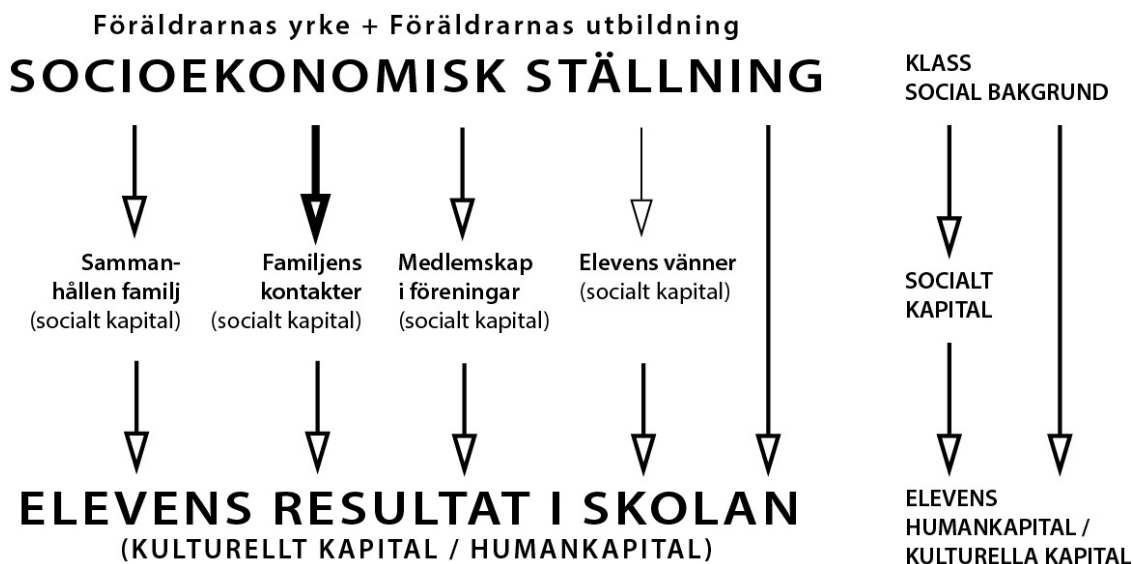 Föräldrarnas yrke + Föräldrarnas utbildning
SOCIOEKONOMISK STÄLLNING
Samman-
hållen familj
(socialt kapital)
Familjens
kontakter
(socialt kapital)
Medlemskap
i föreningar
(socialt kapital)
Elevens vänner
(socialt kapital)
ELEVENS RESULTAT I SKOLAN
(KULTURELLT KAPITAL / HUMANKAPITAL)
KLASS
SOCIAL BAKGRUND
SOCIALT
KAPITAL
ELEVENS
HUMANKAPITAL /
KULTURELLA KAPITAL